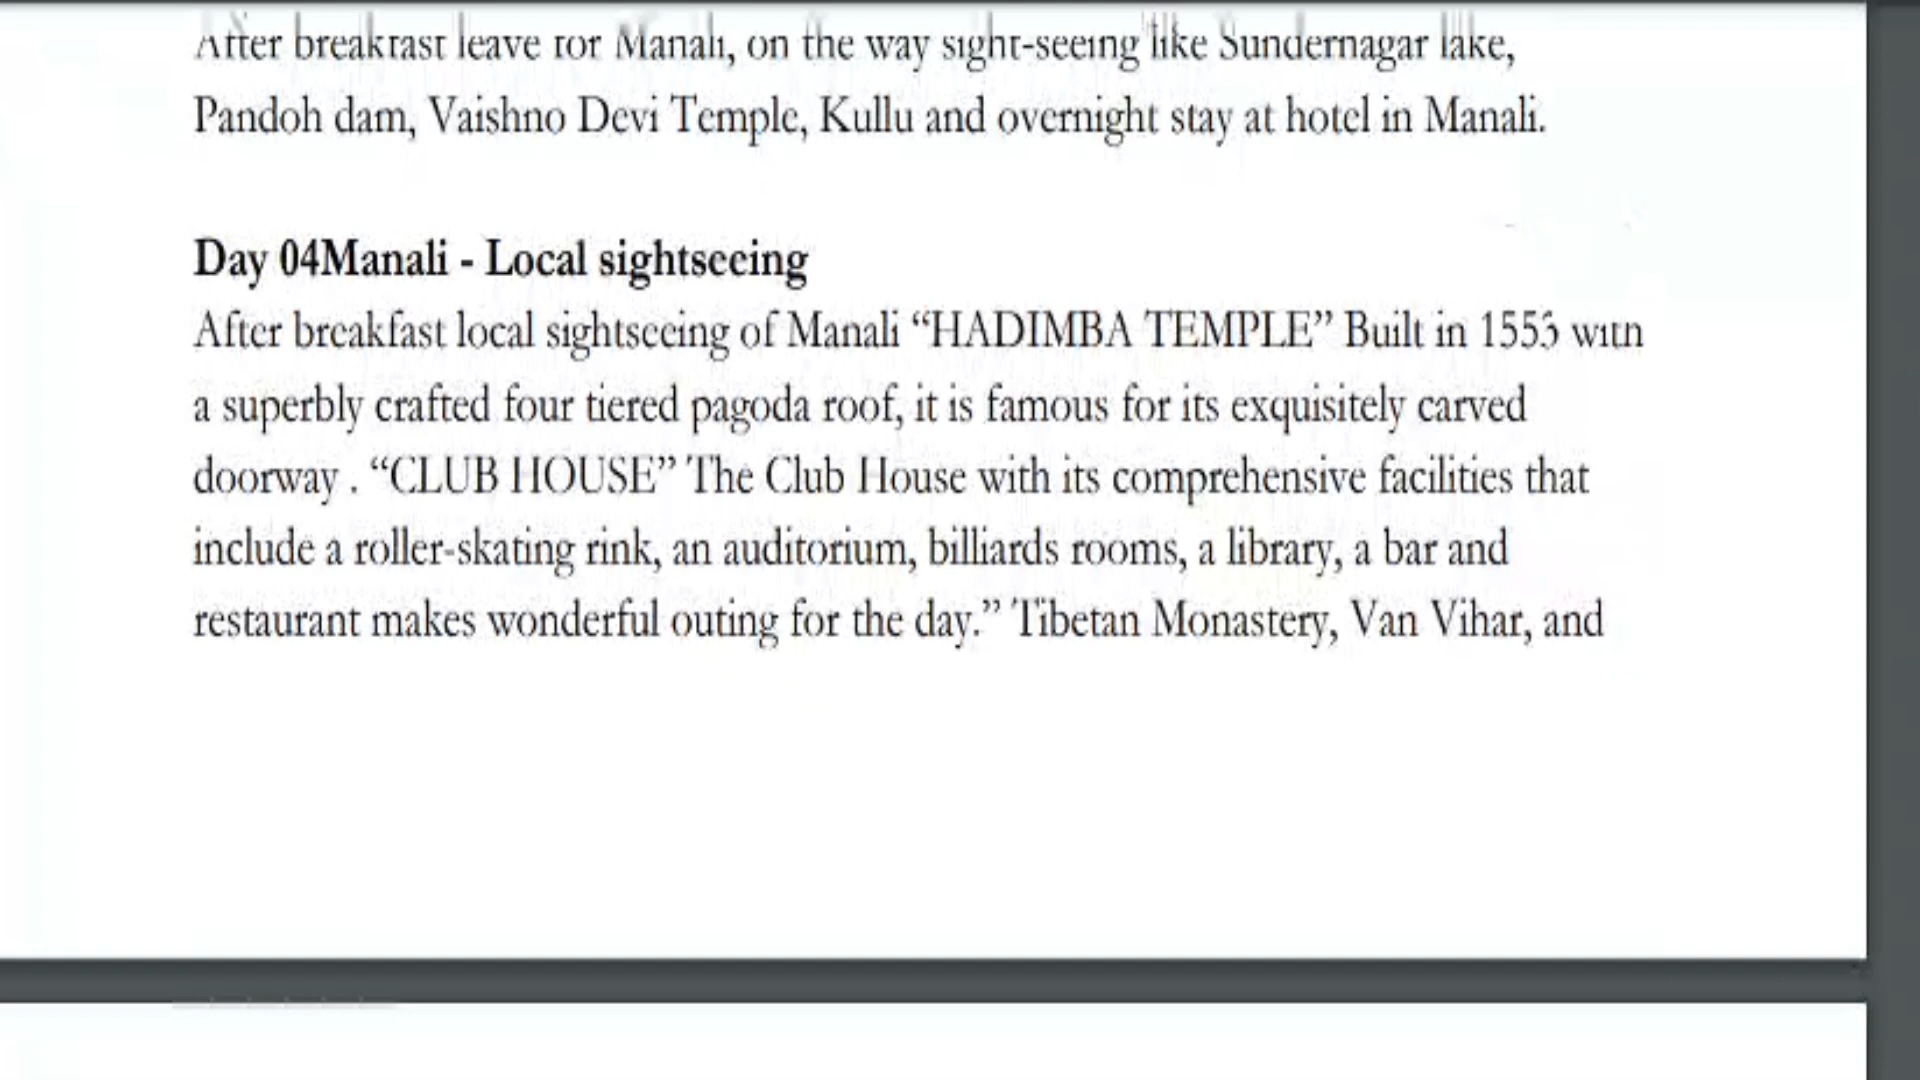 After breakfast leave for Manali, on the way sight-seeing like Sundernagar lake,
Pandoh dam, Vaishno Devi Temple, Kullu and overnight stay at hotel in Manali.
Day 04Manali - Local sightseeing
After breakfast local sightseeing of Manali “HADIMBA TEMPLE” Built in 1553 with
a superbly crafted four tiered pagoda roof, it is famous for its exquisitely carved
doorway . “CLUB HOUSE” The Club House with its comprehensive facilities that
include a roller-skating rink, an auditorium, billiards rooms, a library, a bar and
restaurant makes wonderful outing for the day.” Tibetan Monastery, Van Vihar, and